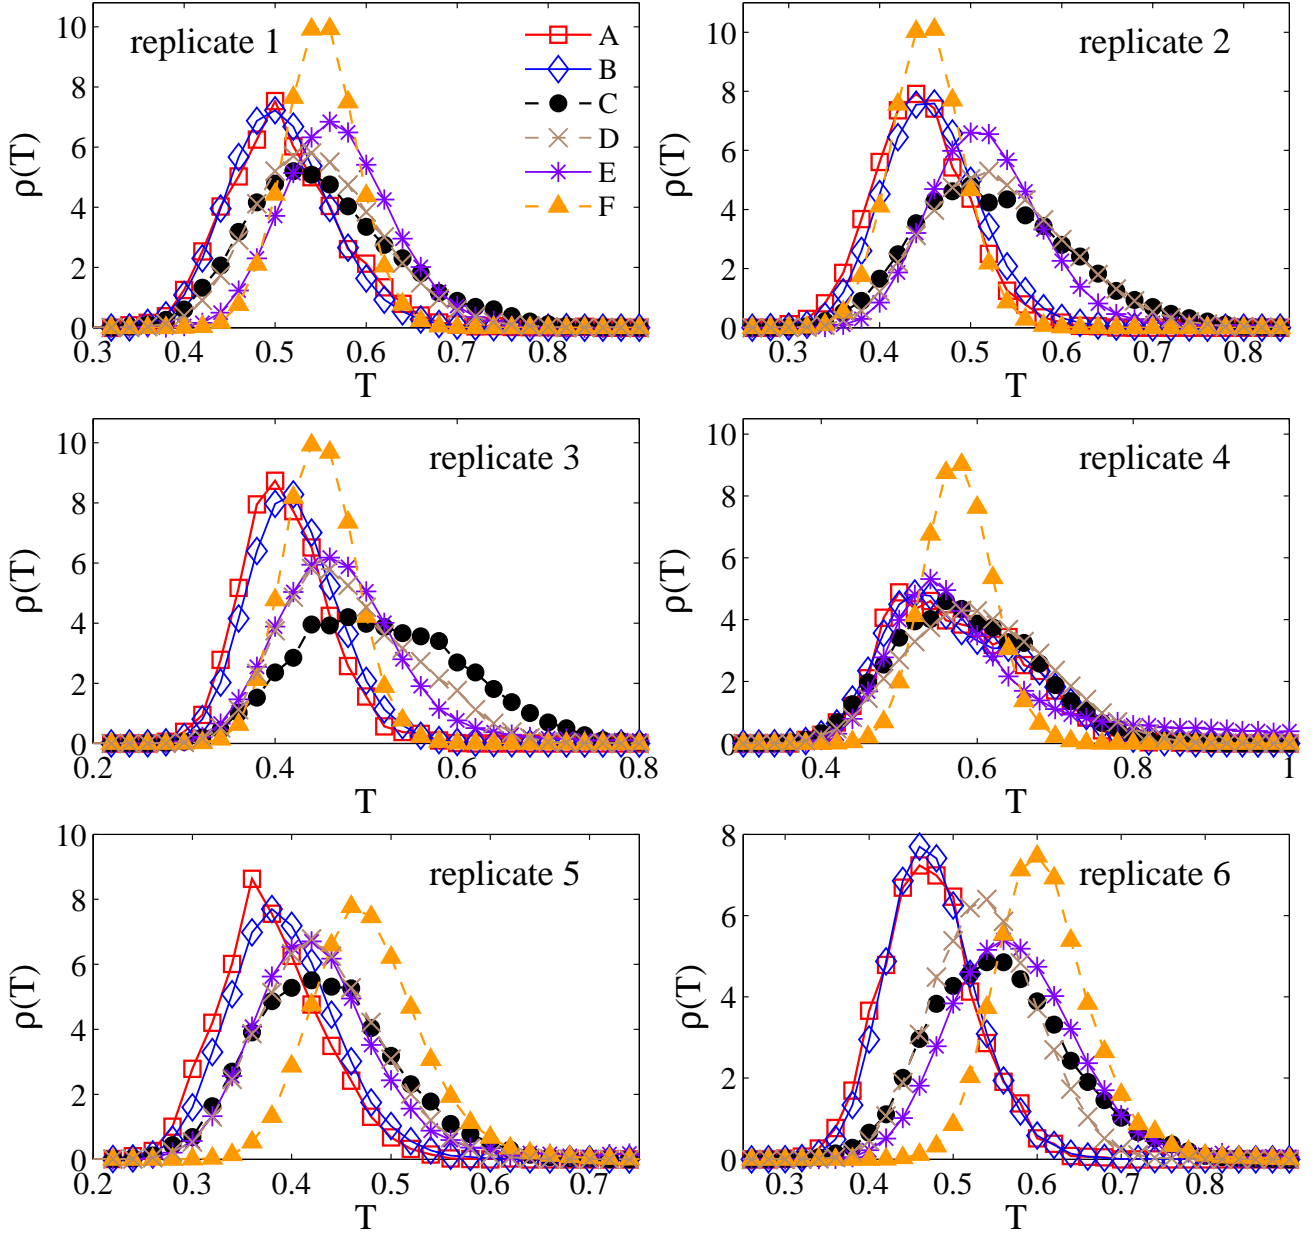 replicate 1
A
B
C
D
E
F
10
8
6
4
2
0
0.3 0.4 0.5 0.6 0.7 0.8
ρ(T)
T
replicate 2
10
8
6
4
2
0
0.3 0.4 0.5 0.6 0.7 0.8
ρ(T)
T
replicate 3
10
8
6
4
2
0
0.2 0.4 0.6 0.8
ρ(T)
T
replicate 4
10
8
6
4
2
0
0.4 0.6 0.8 1
ρ(T)
T
replicate 5
10
8
6
4
2
0
0.2 0.3 0.4 0.5 0.6 0.7
ρ(T)
T
replicate 6
8
6
4
2
0
0.3 0.4 0.5 0.6 0.7 0.8
ρ(T)
T